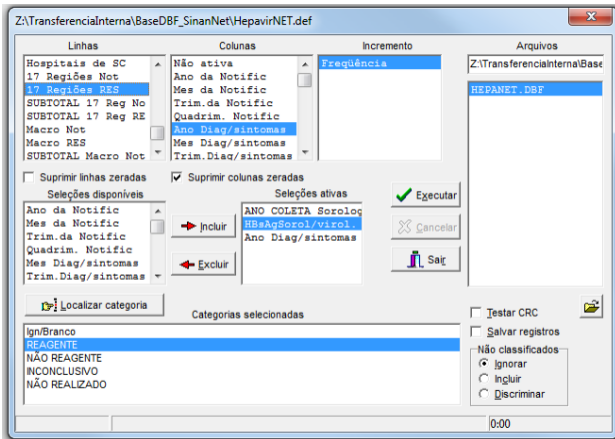 Z:\TransferenciaInterna\BaseDBF_SinanNet\HepavirNET.def
Linhas
Hospitais de SC
17 Regiões Not
17 Regiões RES
SUBTOTAL 17 Reg No
SUBTOTAL 17 Reg RE
Macro Not
Macro RES
SUBTOTAL Macro Not
Colunas
Não ativa
Ano da Notific
Mes da Notific
Trim.da Notific
Quadrim. Notific
Ano Diag/sintomas
Mes Diag/sintomas
Trim.Diag/sintomas
Incremento
Freqüência
Arquivos
Z:\TransferenciaInterna\Base
HEPANET.DBF
Suprimir linhas zeradas
Suprimir colunas zeradas
Seleções disponíveis
Ano da Notific
Mes da Notific
Trim.da Notific
Quadrim. Notific
Mes Diag/sintomas
Trim.Diag/sintomas
Incluir
Excluir
Seleções ativas
ANO COLETA Sorolog
HBsAgSorol/virol.
Ano Diag/sintomas
Executar
Cancelar
Sair
Localizar categoria
Categorias selecionadas
Ign/Branco
REAGENTE
NÃO REAGENTE
INCONCLUSIVO
NÃO REALIZADO
Testar CRC
Salvar registros
Não classificados
Ignorar
Incluir
Discriminar
0:00